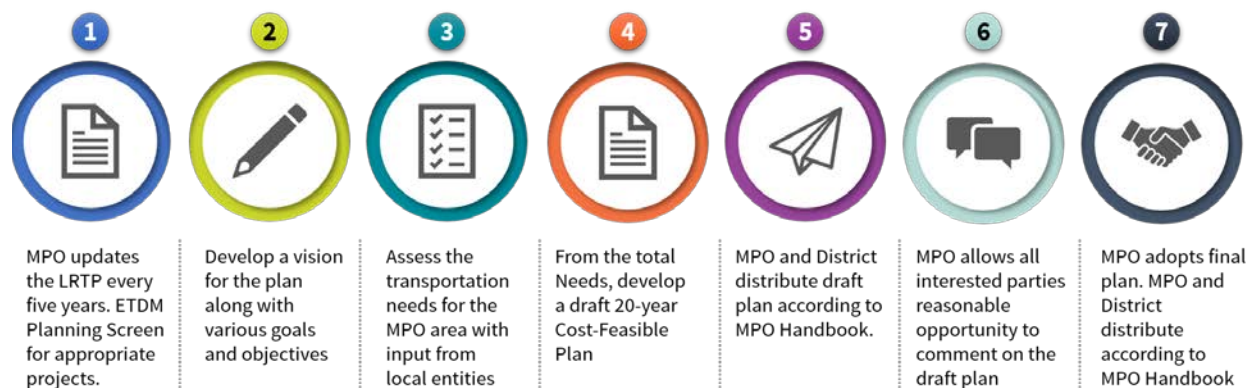 1
2
3
4
5
6
7
MPO updates
the LRTP every
five years. ETDM
Planning Screen
for appropriate
projects.
Develop a vision
for the plan
along with
various goals
and objectives
Assess the
transportation
needs for the
MPO area with
input from
local entities
From the total
Needs, develop
a draft 20-year
Cost-Feasible
Plan
MPO and District
distribute draft
plan according to
MPO Handbook.
MPO allows all
interested parties
reasonable
opportunity to
comment on the
draft plan
MPO adopts final
plan. MPO and
District
distribute
according to
MPO Handbook